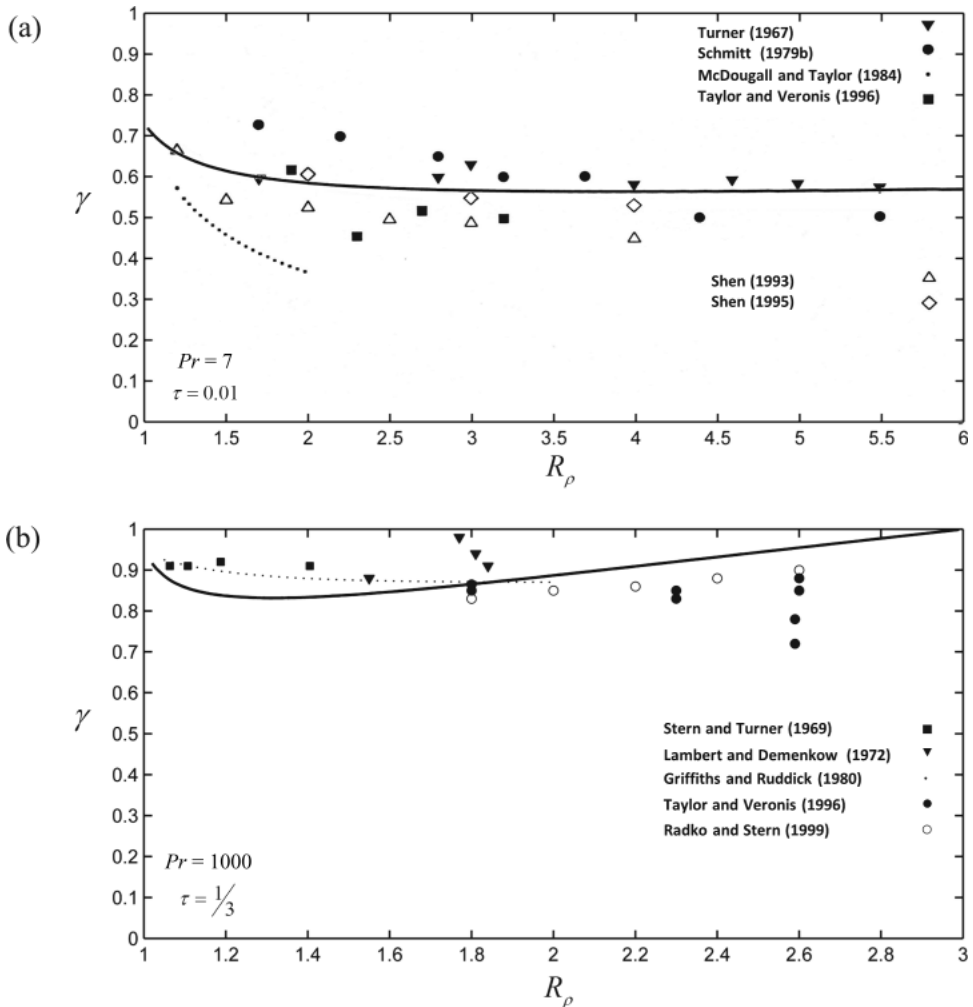 (a)
1
0.9
0.8
0.7
0.6
0.5
0.4
0.3
0.2
0.1
0
γ
Turner (1967)
Schmitt (1979b)
McDougall and Taylor (1984)
Taylor and Veronis (1996)
Shen (1993)
Shen (1995)
Pr = 7
τ = 0.01
1 1.5 2 2.5 3 3.5 4 4.5 5 5.5 6
Rρ
(b)
1
0.9
0.8
0.7
0.6
0.5
0.4
0.3
0.2
0.1
0
γ
Stern and Turner (1969)
Lambert and Demenkow (1972)
Griffiths and Ruddick (1980)
Taylor and Veronis (1996)
Radko and Stern (1999)
Pr = 1000
τ = 1/3
1 1.2 1.4 1.6 1.8 2 2.2 2.4 2.6 2.8 3
Rρ